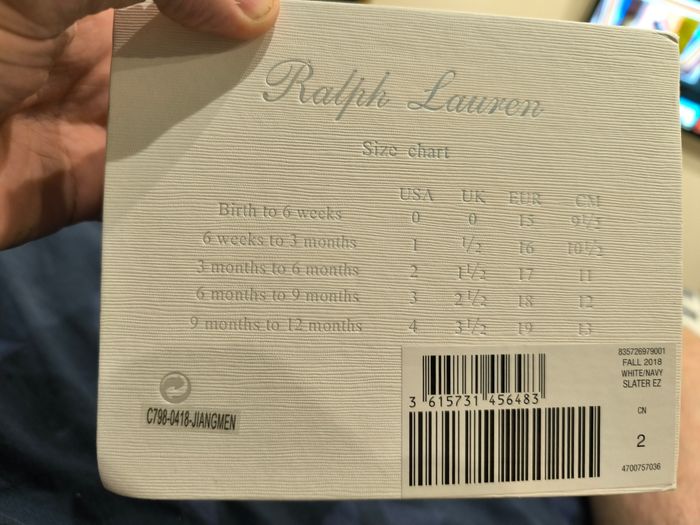 Ralph Lauren
Size chart
USA UK EUR CM
Birth to 6 weeks 0 0 15 9½
6 weeks to 3 months 1 ½ 16 10½
3 months to 6 months 2 1½ 17 11
6 months to 9 months 3 2½ 18 12
9 months to 12 months 4 3½ 19 13
C798-0418-JIANGMEN
3 615731 456483
835726979001
FALL 2018
WHITE/NAVY
SLATER EZ
CN
2
4700757036